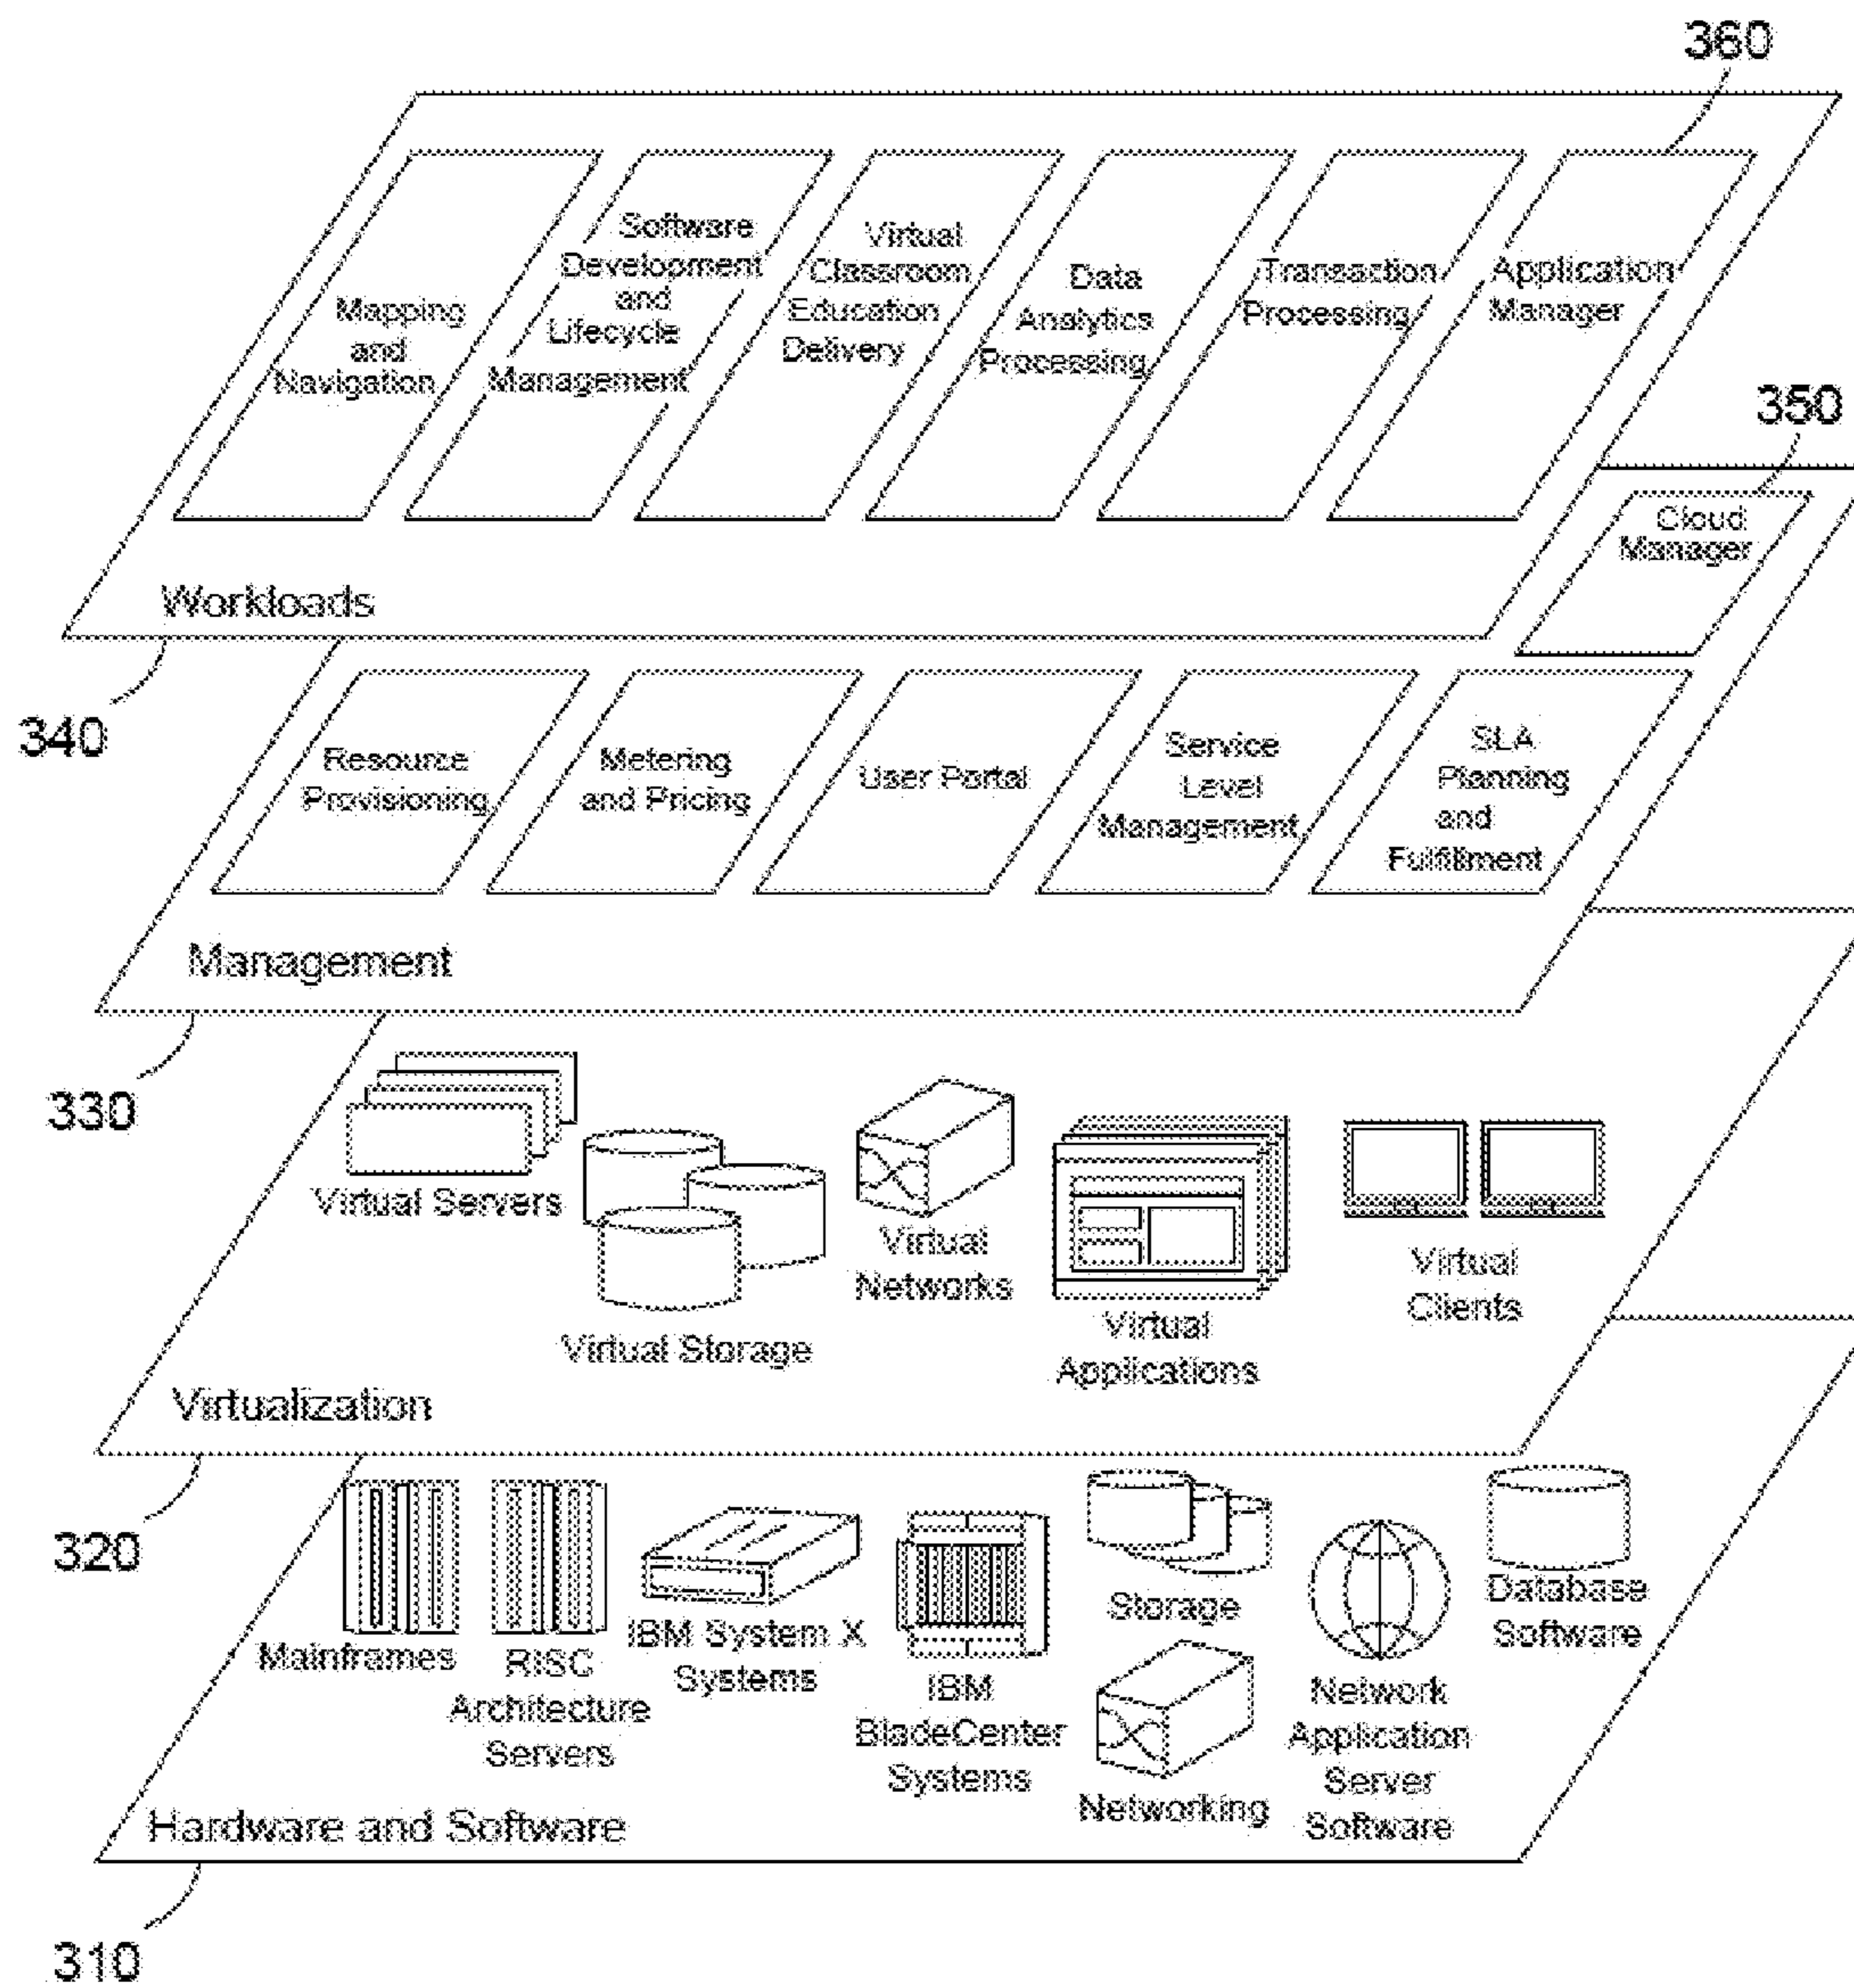 360
Mapping
and
Navigation
Software
Development
and
Lifecycle
Management
Virtual
Classroom
Education
Delivery
Data
Analytics
Processing
Transaction
Processing
Application
Manager
Workloads
340
350
Cloud
Manager
Resource
Provisioning
Metering
and Pricing
User Portal
Service
Level
Management
SLA
Planning
and
Fulfillment
Management
330
Virtual Servers
Virtual Storage
Virtual
Networks
Virtual
Applications
Virtual
Clients
Virtualization
320
Mainframes
RISC
Architecture
Servers
IBM System X
Systems
IBM
BladeCenter
Systems
Storage
Networking
Network
Application
Server
Software
Database
Software
Hardware and Software
310